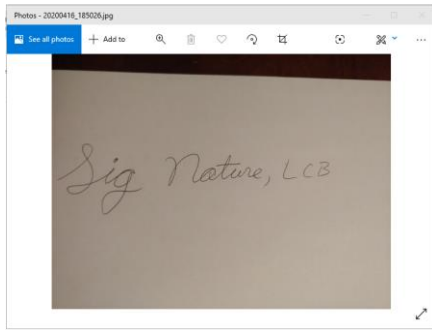 Photos - 20200416_185026.jpg
See all photos + Add to
Sig Nature, LCB